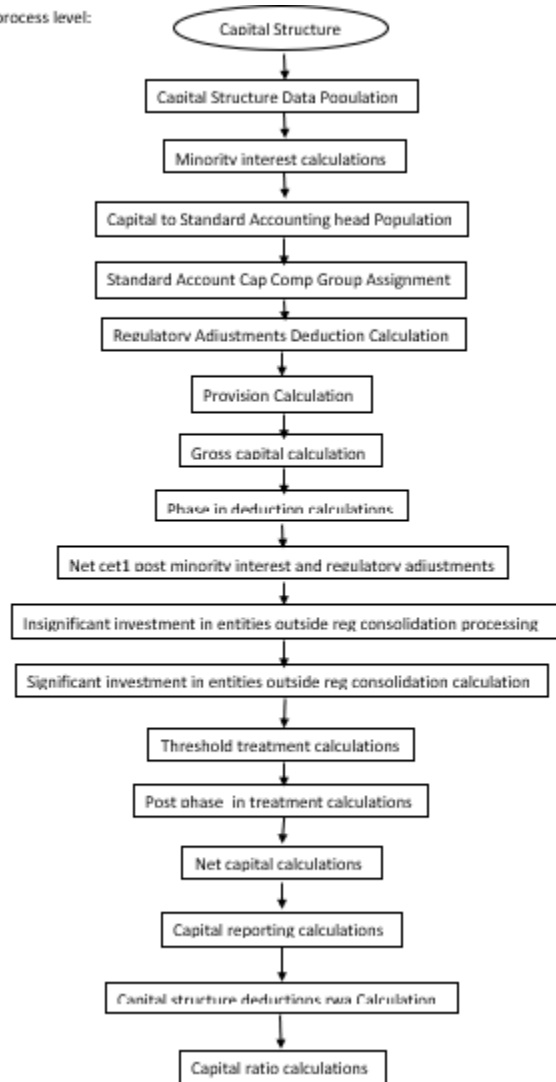 process level:
Capital Structure
Capital Structure Data Population
Minority interest calculations
Capital to Standard Accounting head Population
Standard Account Cap Comp Group Assignment
Regulatory Adjustments Deduction Calculation
Provision Calculation
Gross capital calculation
Phase in deduction calculations
Net cet1 post minority interest and regulatory adjustments
Insignificant investment in entities outside reg consolidation processing
Significant investment in entities outside reg consolidation calculation
Threshold treatment calculations
Post phase in treatment calculations
Net capital calculations
Capital reporting calculations
Capital structure deductions rwa Calculation
Capital ratio calculations